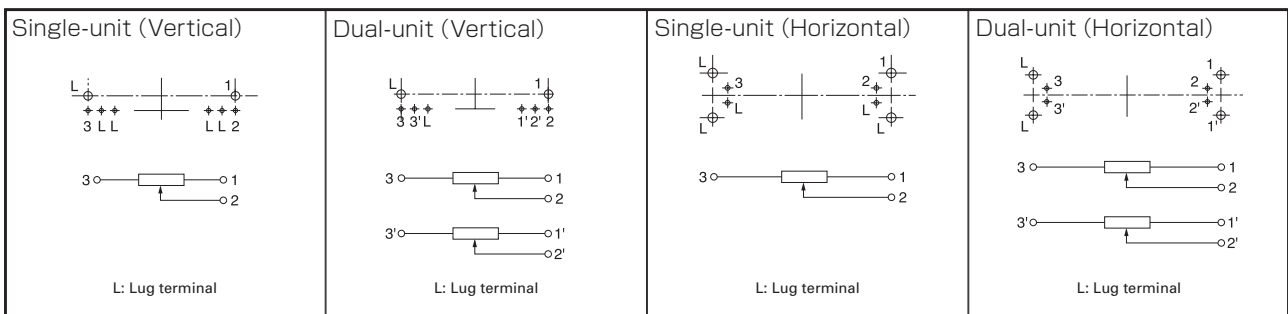 Single-unit (Vertical)
L 1
3 L L L L 2
3 1
2
L: Lug terminal
Dual-unit (Vertical)
L 1
3 3' L 1' 2' 2
3 1
2
3' 1'
2'
L: Lug terminal
Single-unit (Horizontal)
L 1
3 2
L L
L L
3 1
2
L: Lug terminal
Dual-unit (Horizontal)
L 1
3 2
3' 2'
L 1'
3 1
2
3' 1'
2'
L: Lug terminal